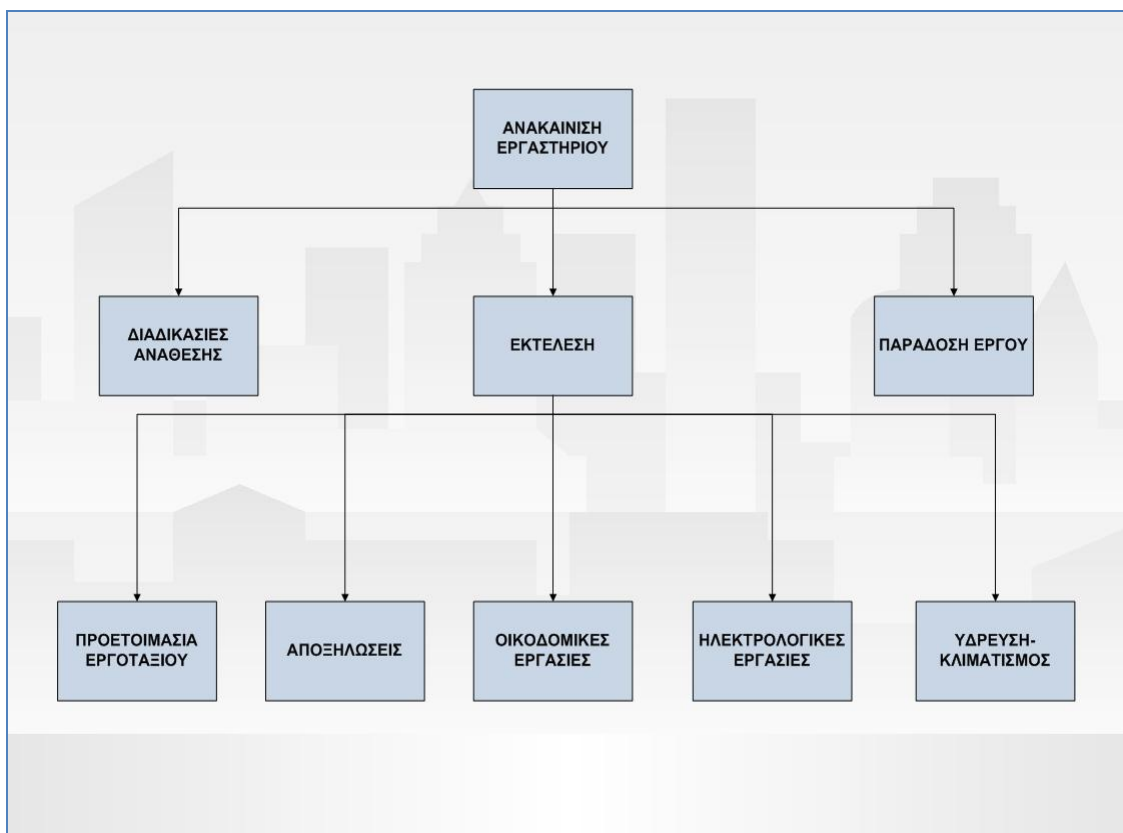 ΑΝΑΚΑΙΝΙΣΗ
ΕΡΓΑΣΤΗΡΙΟΥ
ΔΙΑΔΙΚΑΣΙΕΣ
ΑΝΑΘΕΣΗΣ
ΕΚΤΕΛΕΣΗ
ΠΑΡΑΔΟΣΗ ΕΡΓΟΥ
ΠΡΟΕΤΟΙΜΑΣΙΑ
ΕΡΓΟΤΑΞΙΟΥ
ΑΠΟΞΗΛΩΣΕΙΣ
ΟΙΚΟΔΟΜΙΚΕΣ
ΕΡΓΑΣΙΕΣ
ΗΛΕΚΤΡΟΛΟΓΙΚΕΣ
ΕΡΓΑΣΙΕΣ
ΥΔΡΕΥΣΗ-
ΚΛΙΜΑΤΙΣΜΟΣ